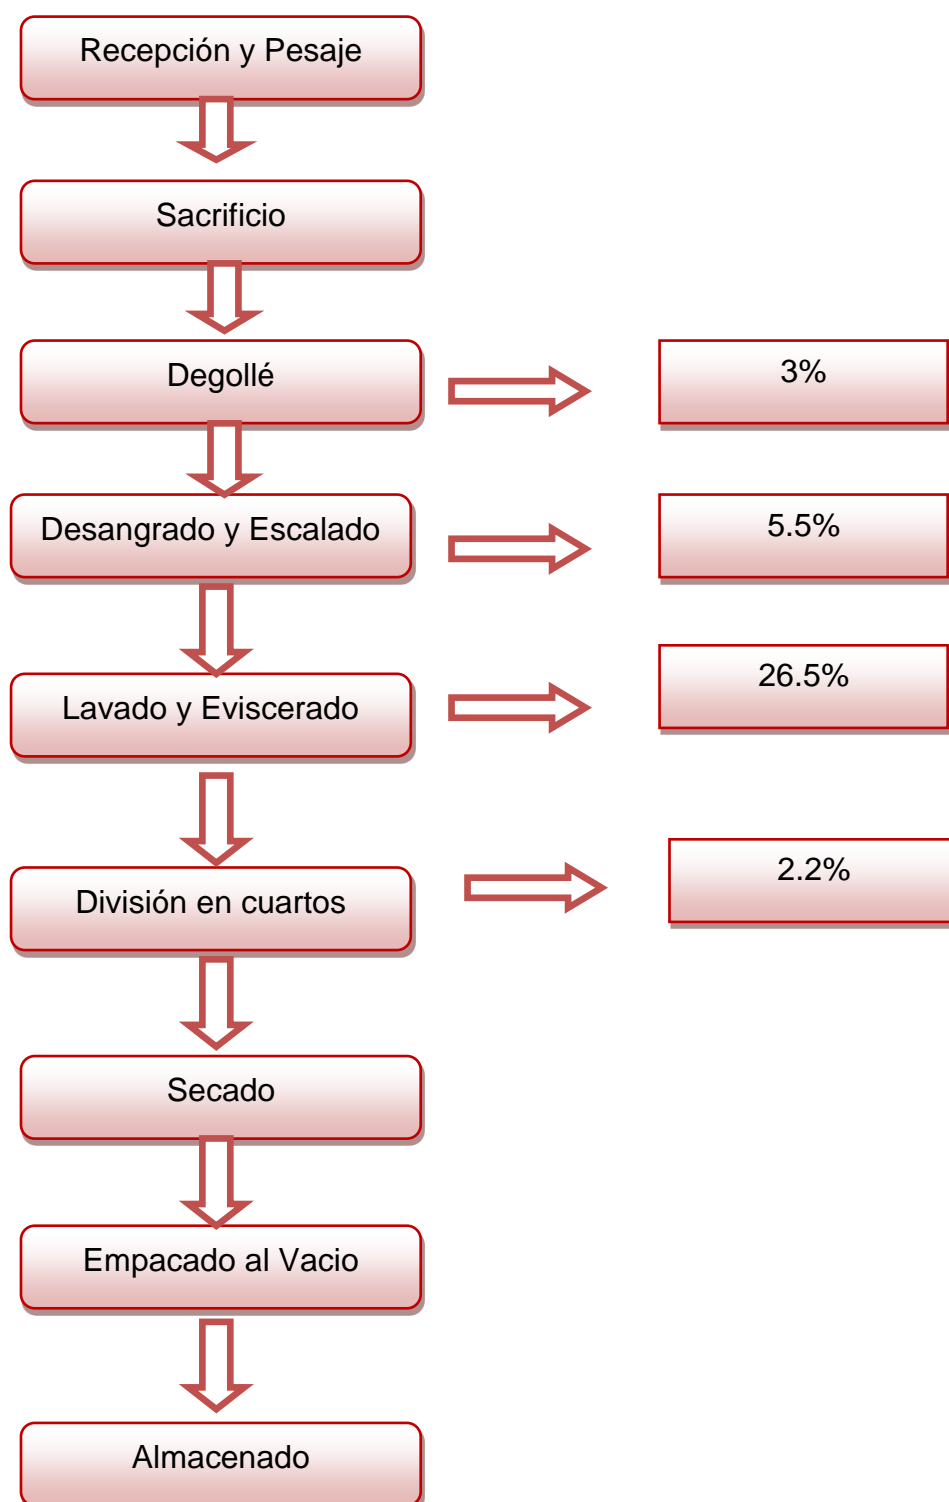 Recepción y Pesaje
Sacrificio
Degollé
3%
Desangrado y Escalado
5.5%
Lavado y Eviscerado
26.5%
División en cuartos
2.2%
Secado
Empacado al Vacio
Almacenado